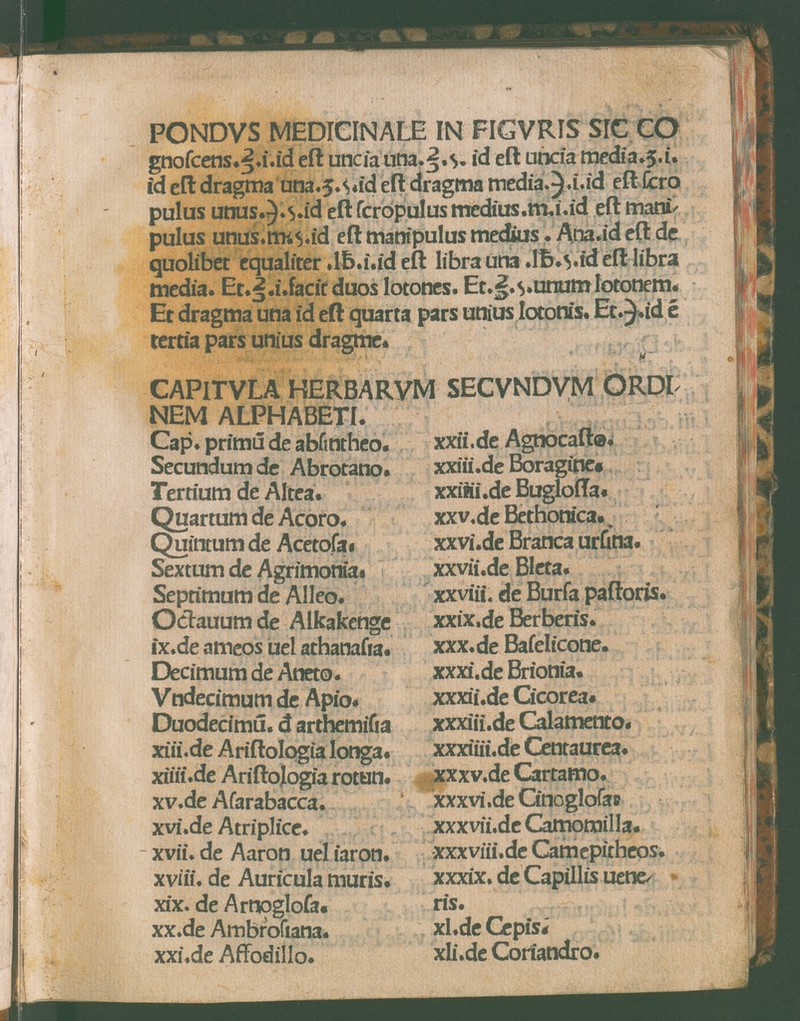 PONDVS MEDICINALE IN FIGVRIS SIC CO
gnoſcens.℥.i.id eſt uncia una.℥.ꝭ. id eſt uncia media.ʒ.i.
id eſt dragma una.ʒ.ꝭ.id eſt dragma media.℈.i.id eſt ſcro
pulus unus.℈.ꝭ.id eſt ſcropulus medius.m.i.id eſt mani-
pulus unus.m.ꝭ.id eſt manipulus medius. Ana.id eſt de
quolibet equaliter .℔.i.id eſt libra una .℔.ꝭ.id eſt libra
media. Et.℥.i.facit duos lotones. Et.℥.ꝭ.unum lotonem.
Et dragma una id eſt quarta pars unius lotonis. Et.℈.id ē
tertia pars unius dragme.
CAPITVLA HERBARVM SECVNDVM ORDI-
NEM ALPHABETI.
Cap. primū de abſintheo.
Secundum de Abrotano.
Tertium de Altea.
Quartum de Acoro.
Quintum de Acetoſa.
Sextum de Agrimonia.
Septimum de Alleo.
Octauum de Alkakenge
ix.de ameos uel athanaſia.
Decimum de Aneto.
Vndecimum de Apio.
Duodecimū. đ arthemiſia
xiii.de Ariſtologia longa.
xiiii.de Ariſtologia rotun.
xv.de Aſarabacca.
xvi.de Atriplice.
xvii. de Aaron uel iaron.
xviii. de Auricula muris.
xix. de Arnogloſa.
xx.de Ambroſiana.
xxi.de Affodillo.
xxii.de Agnocaſto.
xxiii.de Boragine.
xxiiii.de Bugloſſa.
xxv.de Bethonica.
xxvi.de Branca urſina.
xxvii.de Bleta.
xxviii. de Burſa paſtoris.
xxix.de Berberis.
xxx.de Baſelicone.
xxxi.de Brionia.
xxxii.de Cicorea.
xxxiii.de Calamento.
xxxiiii.de Centaurea.
xxxv.de Cartamo.
xxxvi.de Cinogloſa.
xxxvii.de Camomilla.
xxxviii.de Camepitheos.
xxxix. de Capillis uene-
ris.
xl.de Cepis.
xli.de Coriandro.